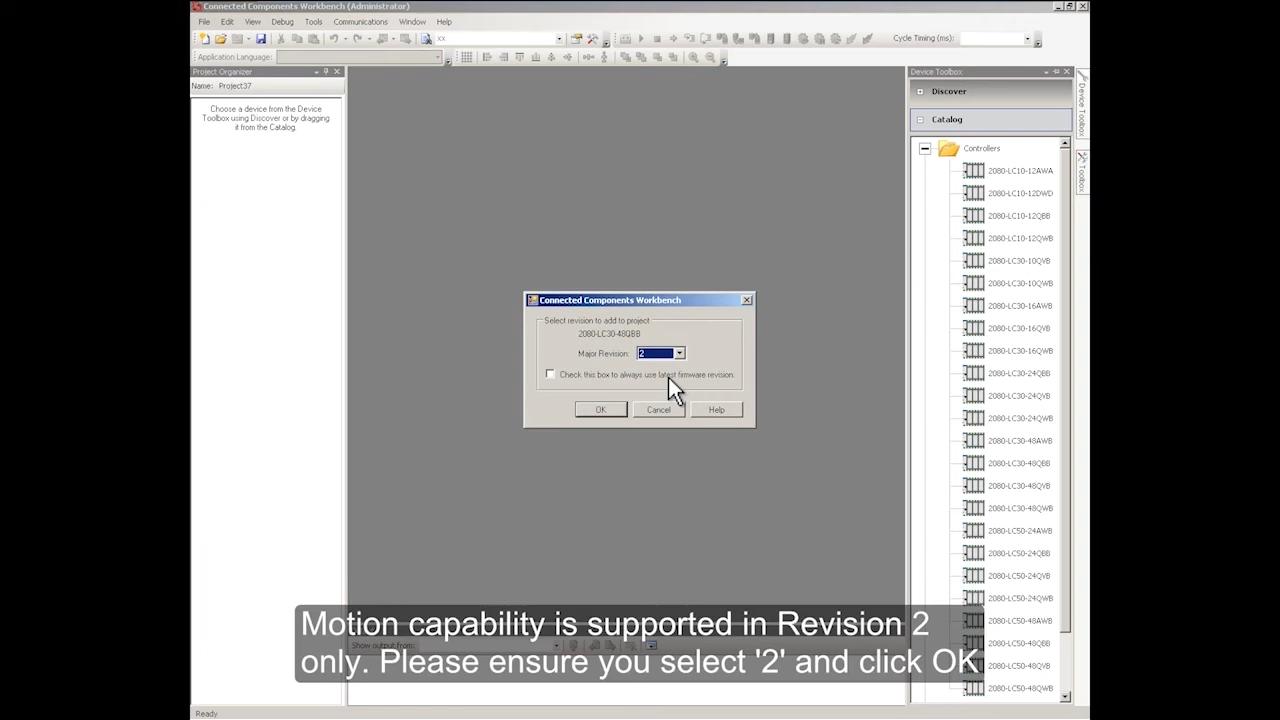 Connected Components Workbench (Administrator)
File Edit View Debug Tools Communications Window Help
xx
Cycle Timing (ms):
Application Language:
Project Organizer
Name: Project37
Choose a device from the Device
Toolbox using Discover or by dragging
it from the Catalog.
Connected Components Workbench
Select revision to add to project
2080-LC30-48QBB
Major Revision: 2
Check this box to always use latest firmware revision.
OK Cancel Help
Device Toolbox
Discover
Catalog
Controllers
2080-LC10-12AWA
2080-LC10-12DWD
2080-LC10-12QBB
2080-LC10-12QWB
2080-LC30-10QVB
2080-LC30-10QWB
2080-LC30-16AWB
2080-LC30-16QVB
2080-LC30-16QWB
2080-LC30-24QBB
2080-LC30-24QVB
2080-LC30-24QWB
2080-LC30-48AWB
2080-LC30-48QBB
2080-LC30-48QVB
2080-LC30-48QWB
2080-LC50-24AWB
2080-LC50-24QBB
2080-LC50-24QVB
2080-LC50-24QWB
2080-LC50-48AWB
2080-LC50-48QBB
2080-LC50-48QVB
2080-LC50-48QWB
Device Toolbox
Toolbox
Show output from:
Motion capability is supported in Revision 2
only. Please ensure you select '2' and click OK
Ready